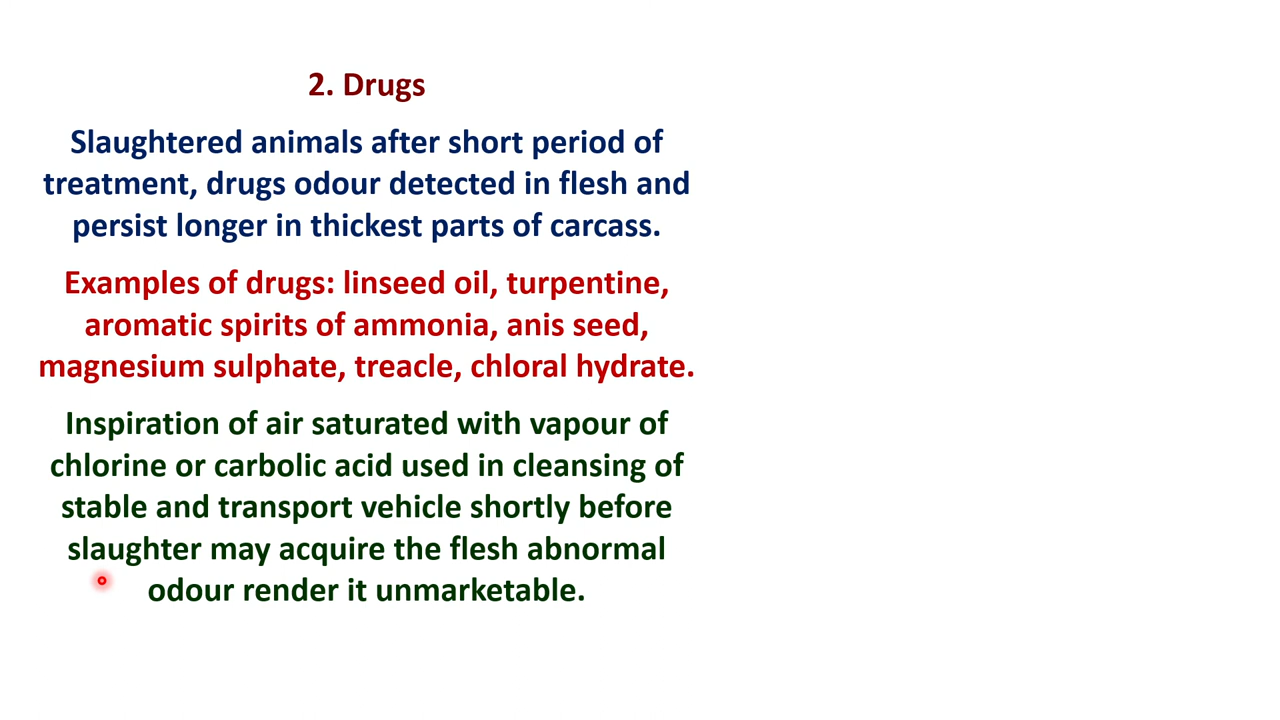 2. Drugs
Slaughtered animals after short period of
treatment, drugs odour detected in flesh and
persist longer in thickest parts of carcass.
Examples of drugs: linseed oil, turpentine,
aromatic spirits of ammonia, anis seed,
magnesium sulphate, treacle, chloral hydrate.
Inspiration of air saturated with vapour of
chlorine or carbolic acid used in cleansing of
stable and transport vehicle shortly before
slaughter may acquire the flesh abnormal
odour render it unmarketable.